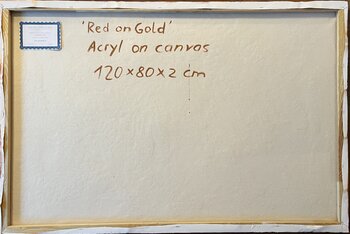 'Red on Gold'
Acryl on canvas
120 x 80 x 2 cm